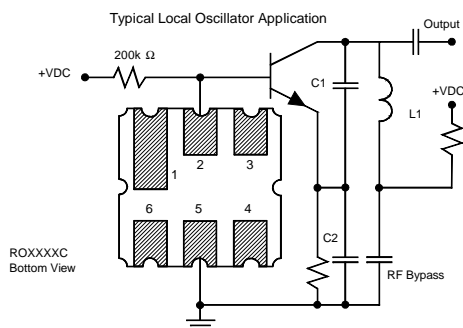 Typical Local Oscillator Application
Output
200k Ω
+VDC
C1
+VDC
L1
1
2
3
6
5
4
ROXXXXC
Bottom View
C2
RF Bypass